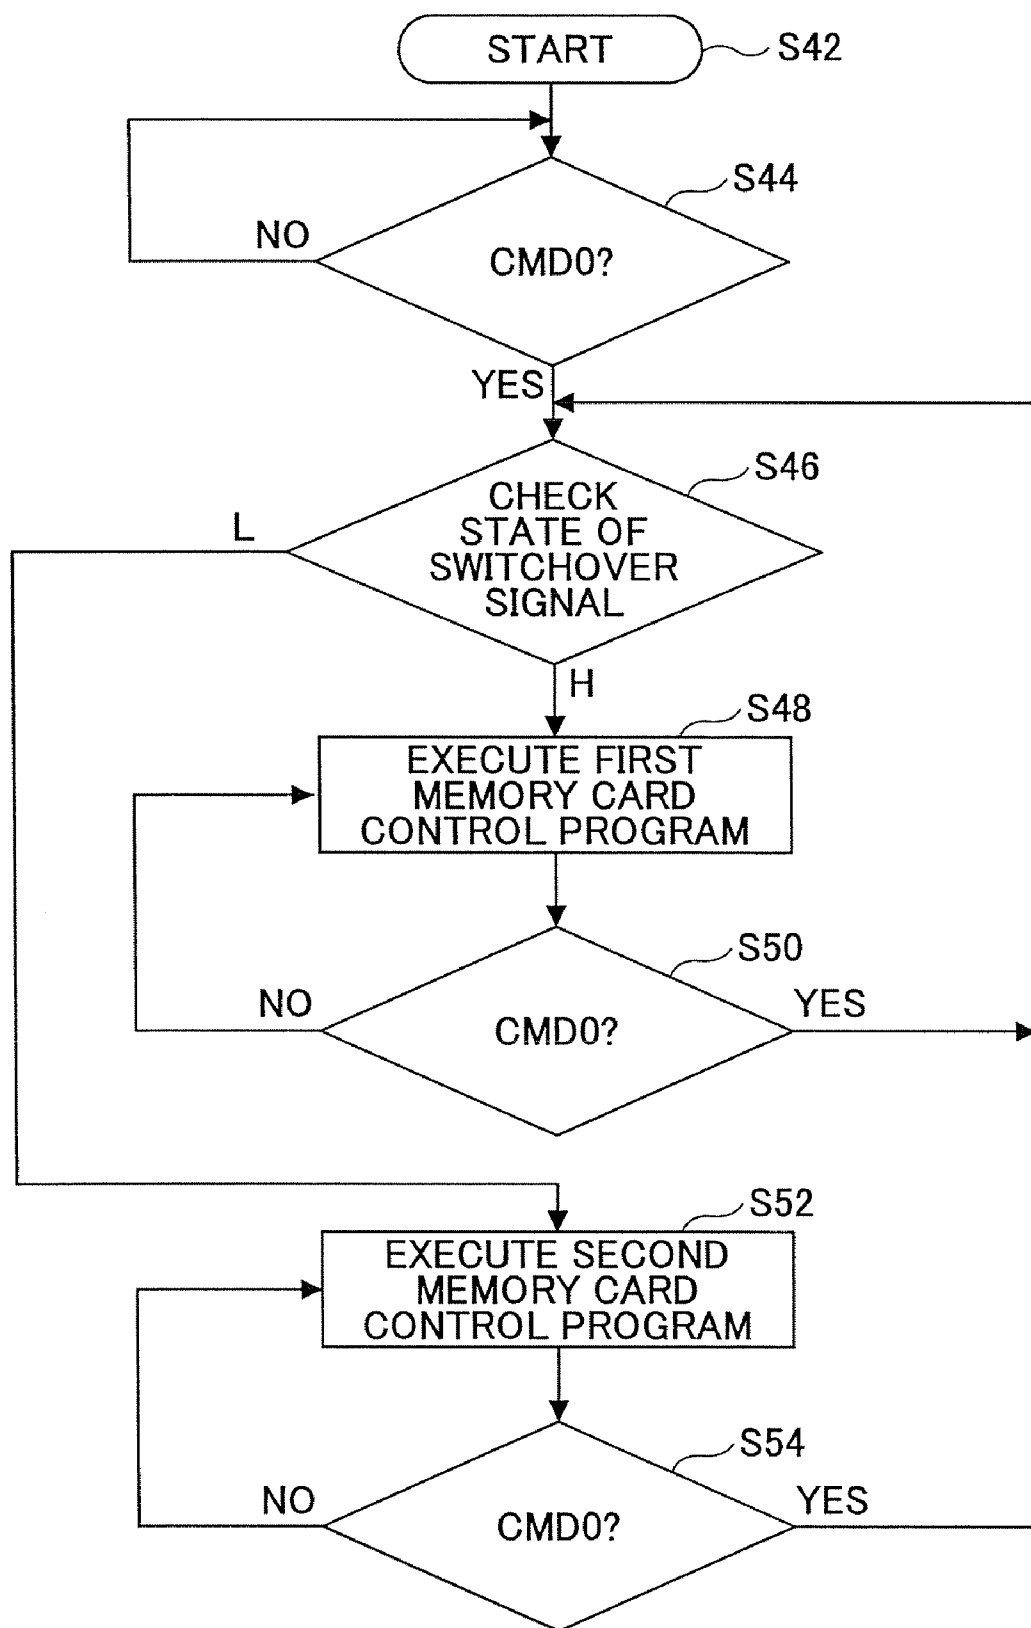 START
S42
S44
NO
CMD0?
YES
S46
L
CHECK
STATE OF
SWITCHOVER
SIGNAL
H
S48
EXECUTE FIRST
MEMORY CARD
CONTROL PROGRAM
S50
NO
CMD0?
YES
S52
EXECUTE SECOND
MEMORY CARD
CONTROL PROGRAM
S54
NO
CMD0?
YES